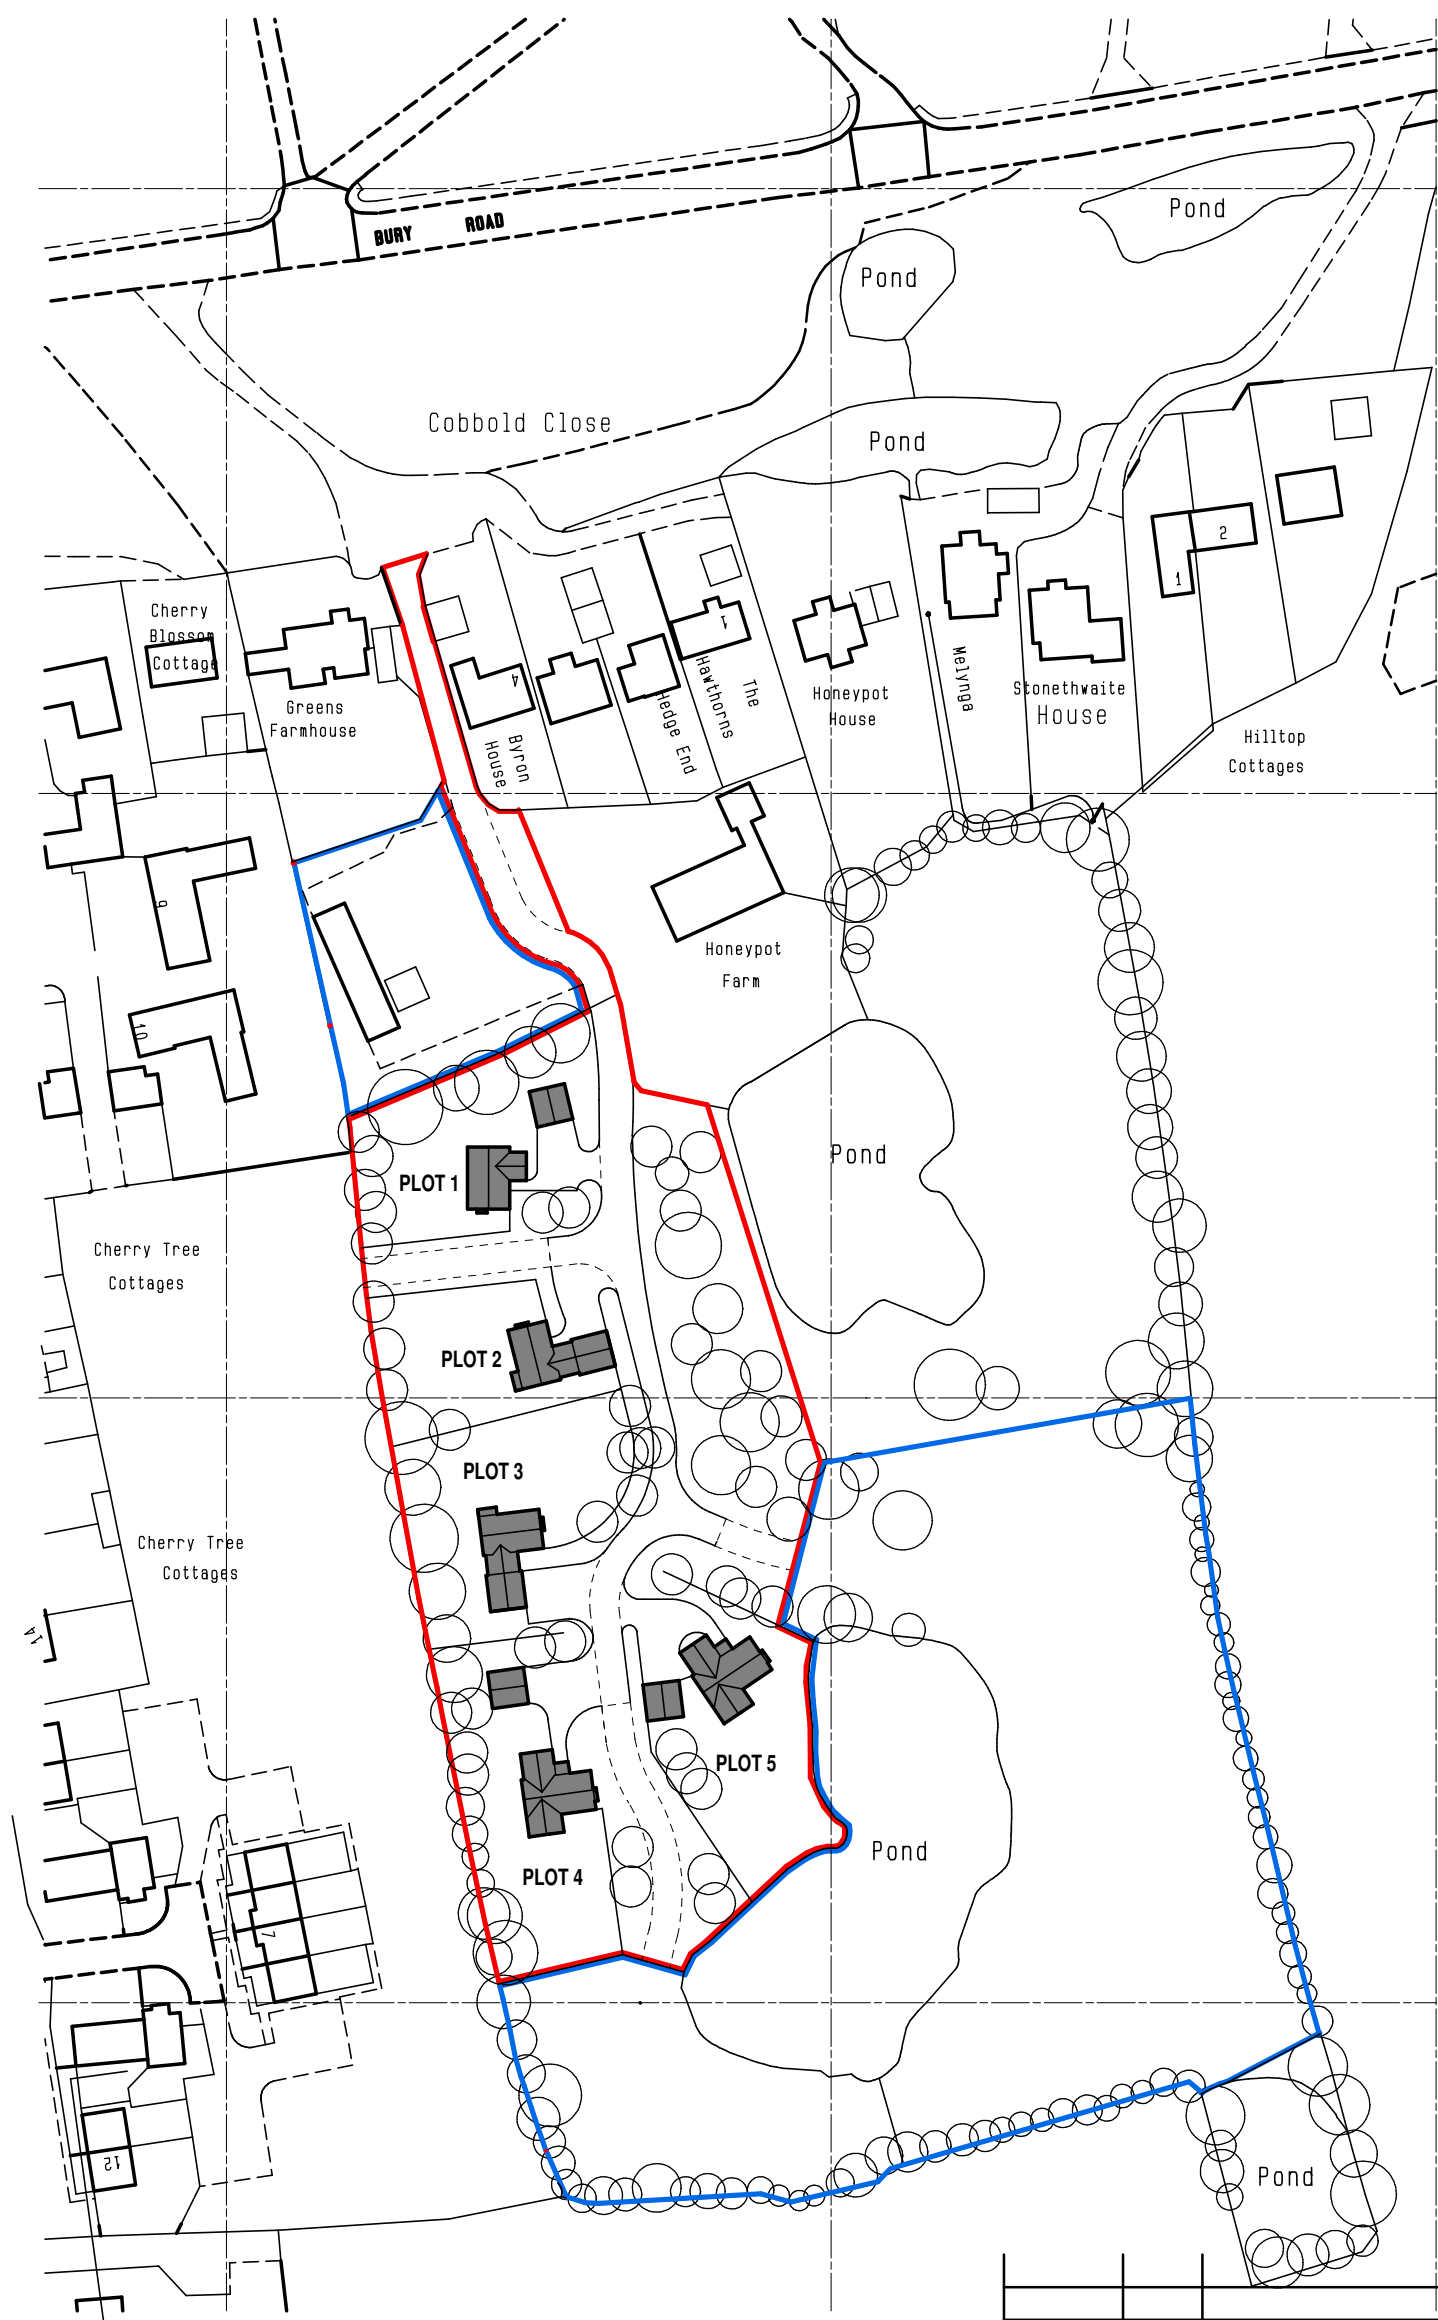 BURY ROAD
Pond
Pond
Cobbold Close
Pond
Cherry
Blossom
Cottage
Greens
Farmhouse
4
Byron
House
Hedge End
1
The
Hawthorns
Honeypot
House
Melynga
Stonethwaite
House
1
2
Hilltop
Cottages
9
10
Honeypot
Farm
Pond
PLOT 1
Cherry Tree
Cottages
PLOT 2
PLOT 3
Cherry Tree
Cottages
14
PLOT 5
PLOT 4
Pond
7
12
Pond